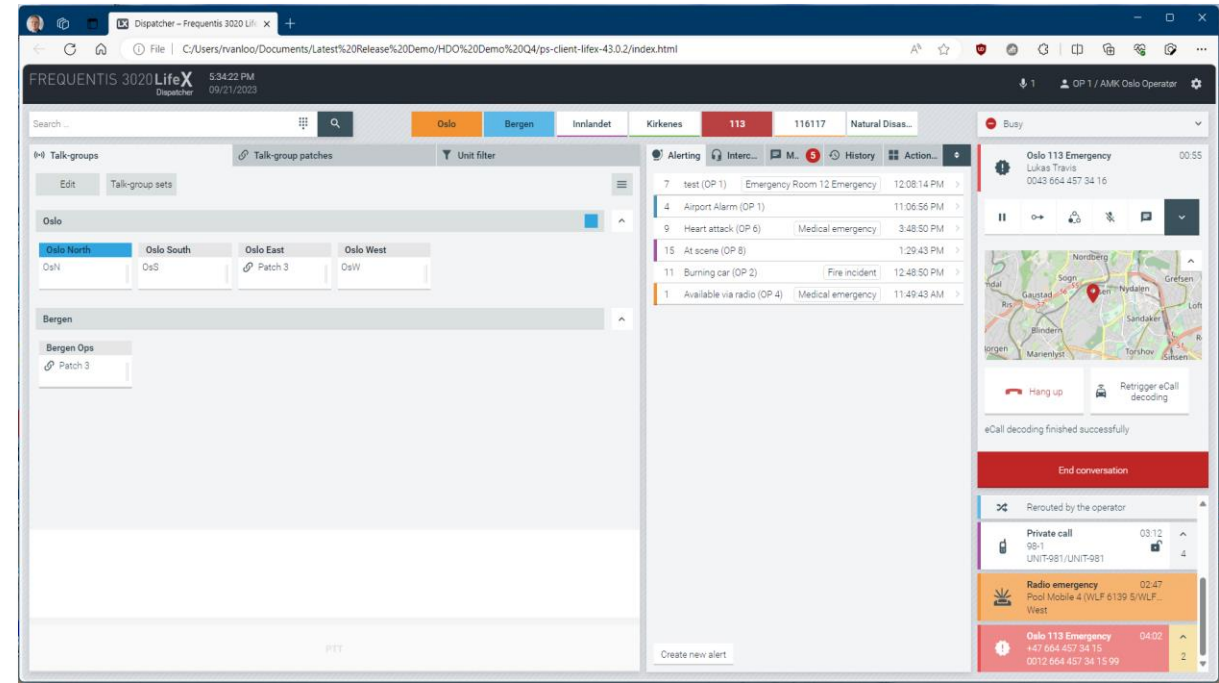 Dispatcher – Frequentis 3020 Life
File
C:/Users/rvanloo/Documents/Latest%20Release%20Demo/HDO%20Demo%20Q4/ps-client-lifex-43.0.2/index.html
FREQUENTIS 3020 LifeX
Dispatcher
5:34:22 PM
09/21/2023
1
OP 1 / AMK Oslo Operatør
Search ..
Oslo Bergen Innlandet Kirkenes 113 116117 Natural Disas...
Busy
Talk-groups
Talk-group patches
Unit filter
Edit
Talk-group sets
Oslo
Oslo North Oslo South Oslo East Oslo West
OsN OsS Patch 3 OsW
Bergen
Bergen Ops
Patch 3
PTT
Alerting Interc... M.. 5 History Action...
7 test (OP 1) Emergency Room 12 Emergency 12:08:14 PM
4 Airport Alarm (OP 1) 11:06:56 PM
9 Heart attack (OP 6) Medical emergency 3:48:50 PM
15 At scene (OP 8) 1:29:43 PM
11 Burning car (OP 2) Fire incident 12:48:50 PM
1 Available via radio (OP 4) Medical emergency 11:49:43 AM
Create new alert
Oslo 113 Emergency 00:55
Lukas Travis
0043 664 457 34 16
Nordberg
Sogn
Grefsen
ndal
Gaustad
Nydalen
Ris
Loft
Sandaker
Blindern
lorgen
Marienlyst
Torshov
Sinsen
Hang up
Retrigger eCall
decoding
eCall decoding finished successfully
End conversation
Rerouted by the operator
Private call 03:12
98-1
UNIT-981/UNIT-981
4
Radio emergency 02:47
Pool Mobile 4 (WLF 6139 5/WLF...
West
Oslo 113 Emergency 04:02
+47 664 457 34 15
0012 664 457 34 15 99
2